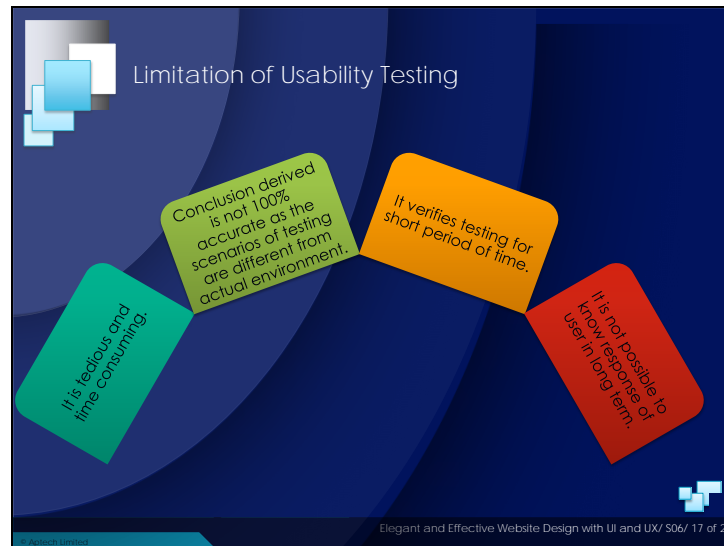 Limitation of Usability Testing
It is tedious and
time consuming.
Conclusion derived
is not 100%
accurate as the
scenarios of testing
are different from
actual environment.
It verifies testing for
short period of time.
It is not possible to
know response of
user in long term.
Elegant and Effective Website Design with UI and UX/ S06/ 17 of 2
© Aptech Limited